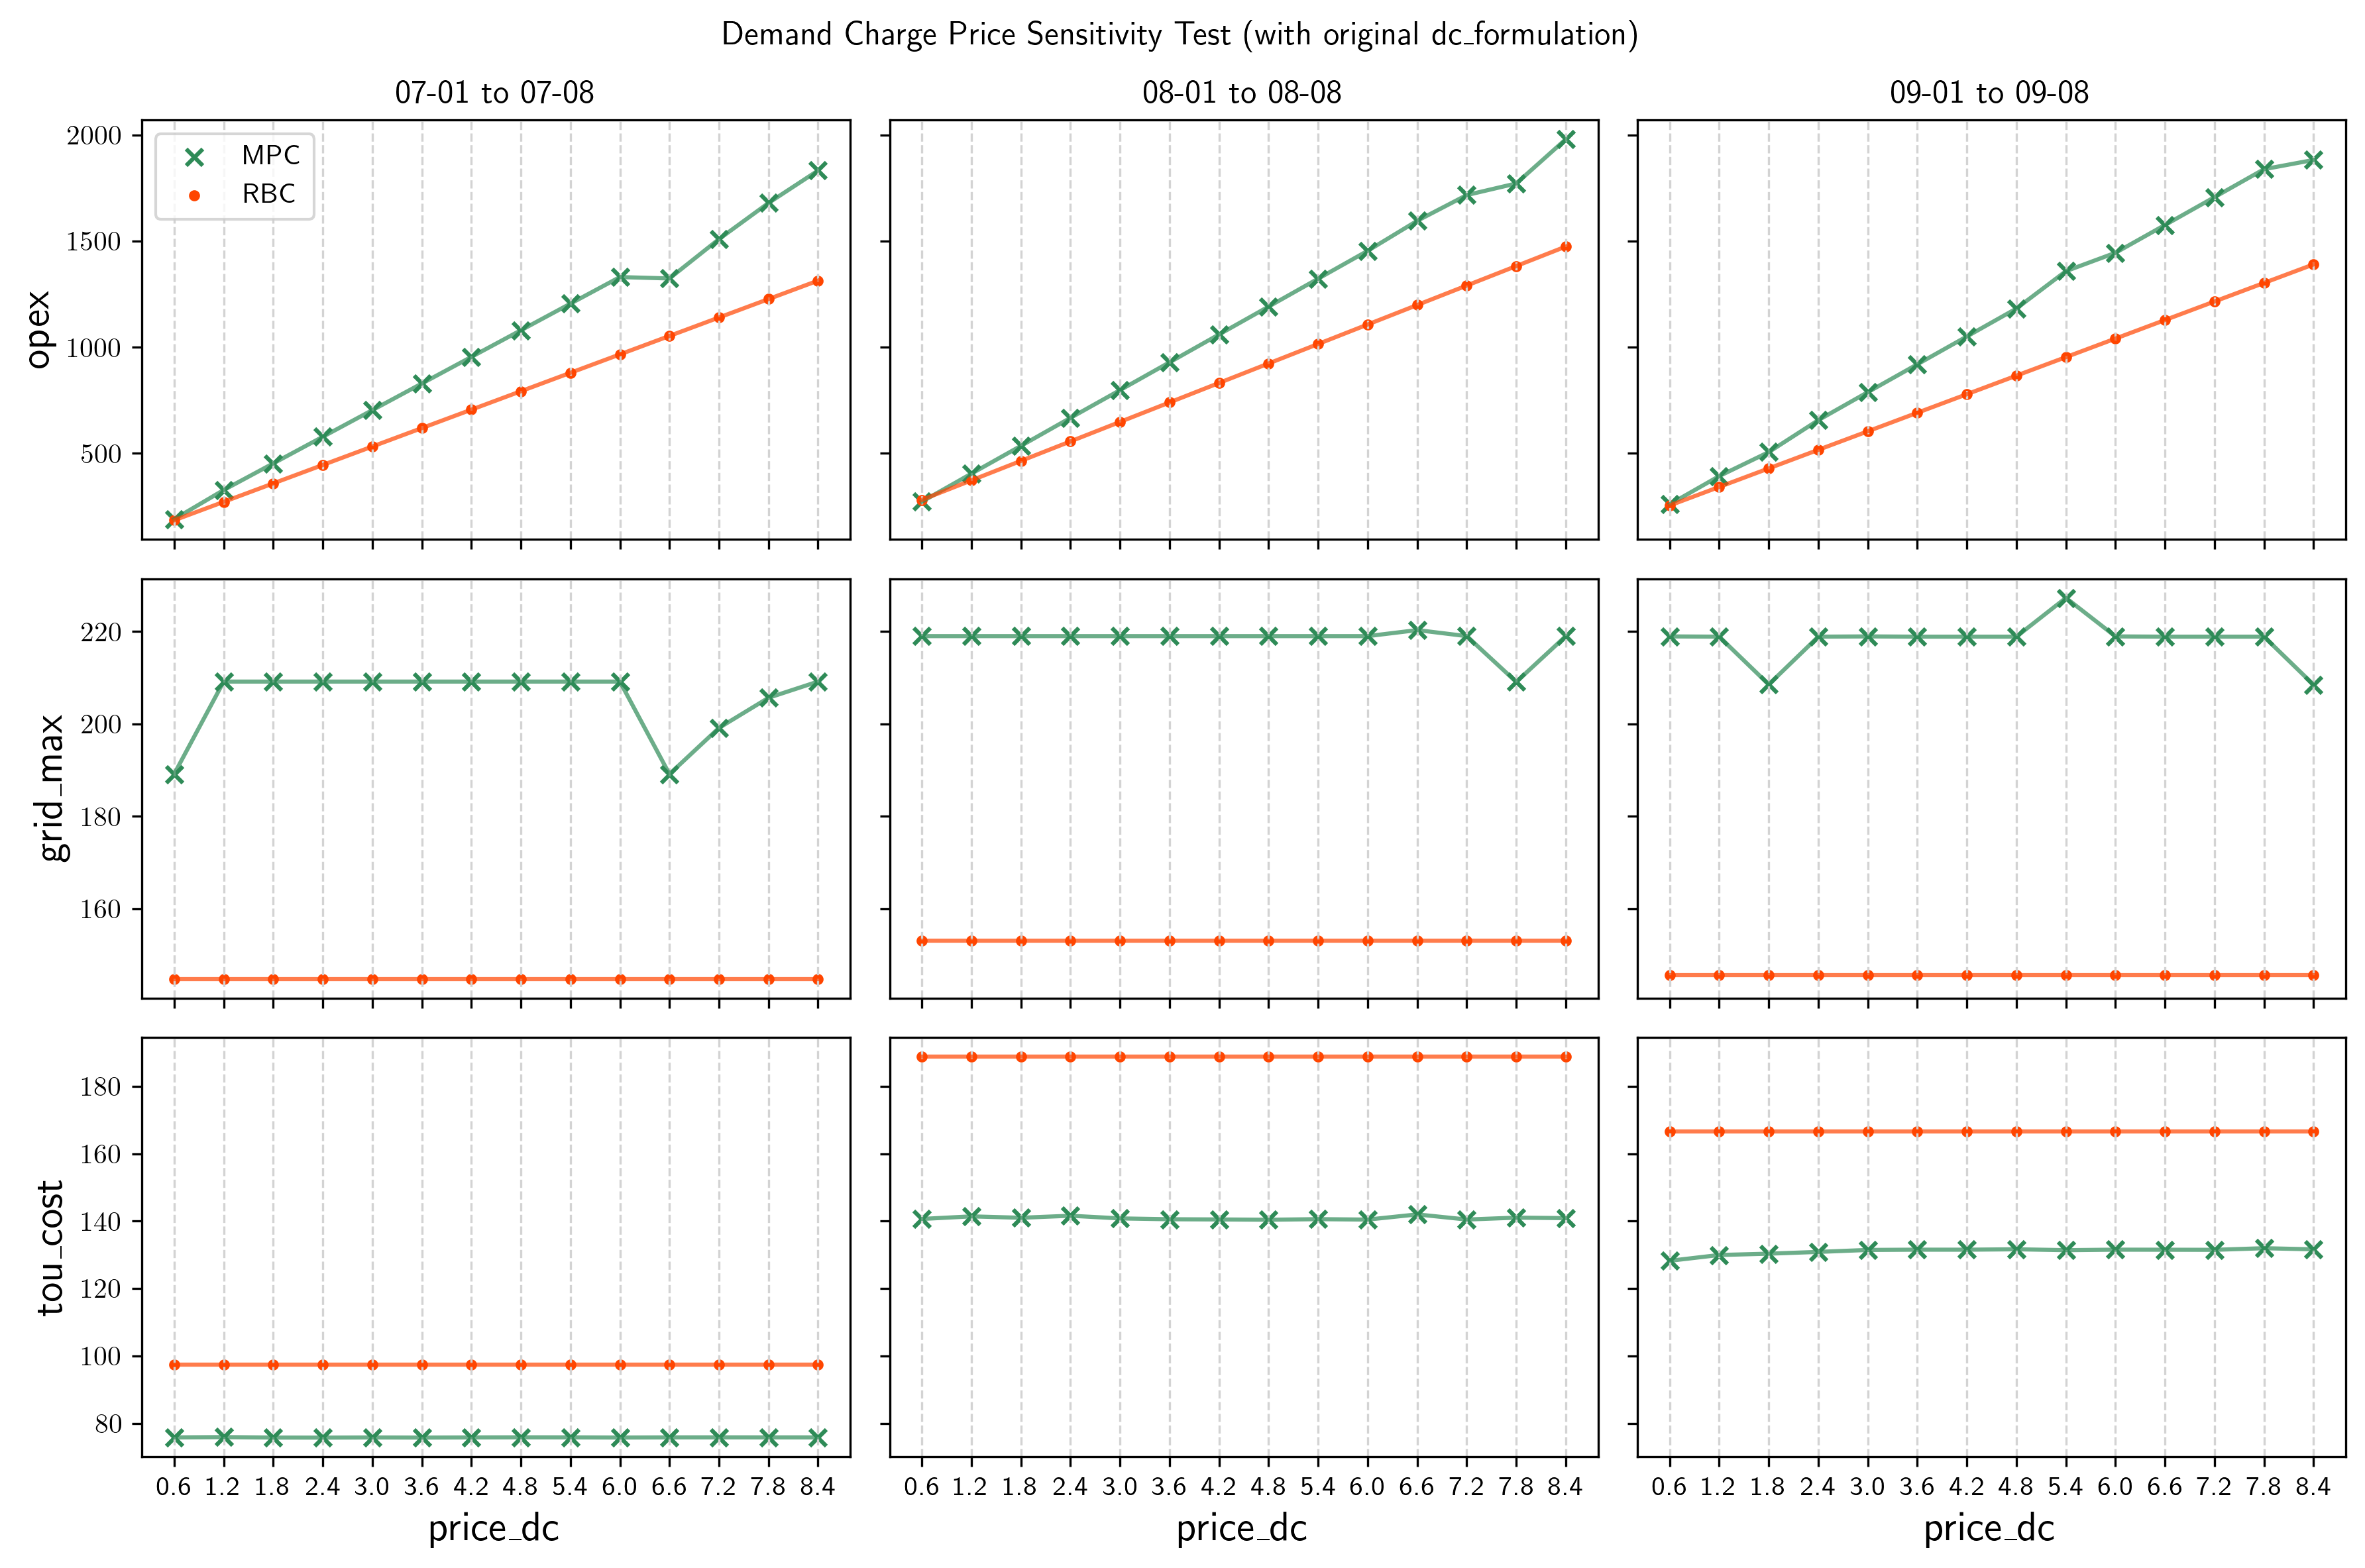 Demand Charge Price Sensitivity Test (with original dc_formulation)
07-01 to 07-08
08-01 to 08-08
09-01 to 09-08
MPC
RBC
opex
2000
1500
1000
500
grid_max
220
200
180
160
tou_cost
180
160
140
120
100
80
0.6 1.2 1.8 2.4 3.0 3.6 4.2 4.8 5.4 6.0 6.6 7.2 7.8 8.4
0.6 1.2 1.8 2.4 3.0 3.6 4.2 4.8 5.4 6.0 6.6 7.2 7.8 8.4
0.6 1.2 1.8 2.4 3.0 3.6 4.2 4.8 5.4 6.0 6.6 7.2 7.8 8.4
price_dc
price_dc
price_dc